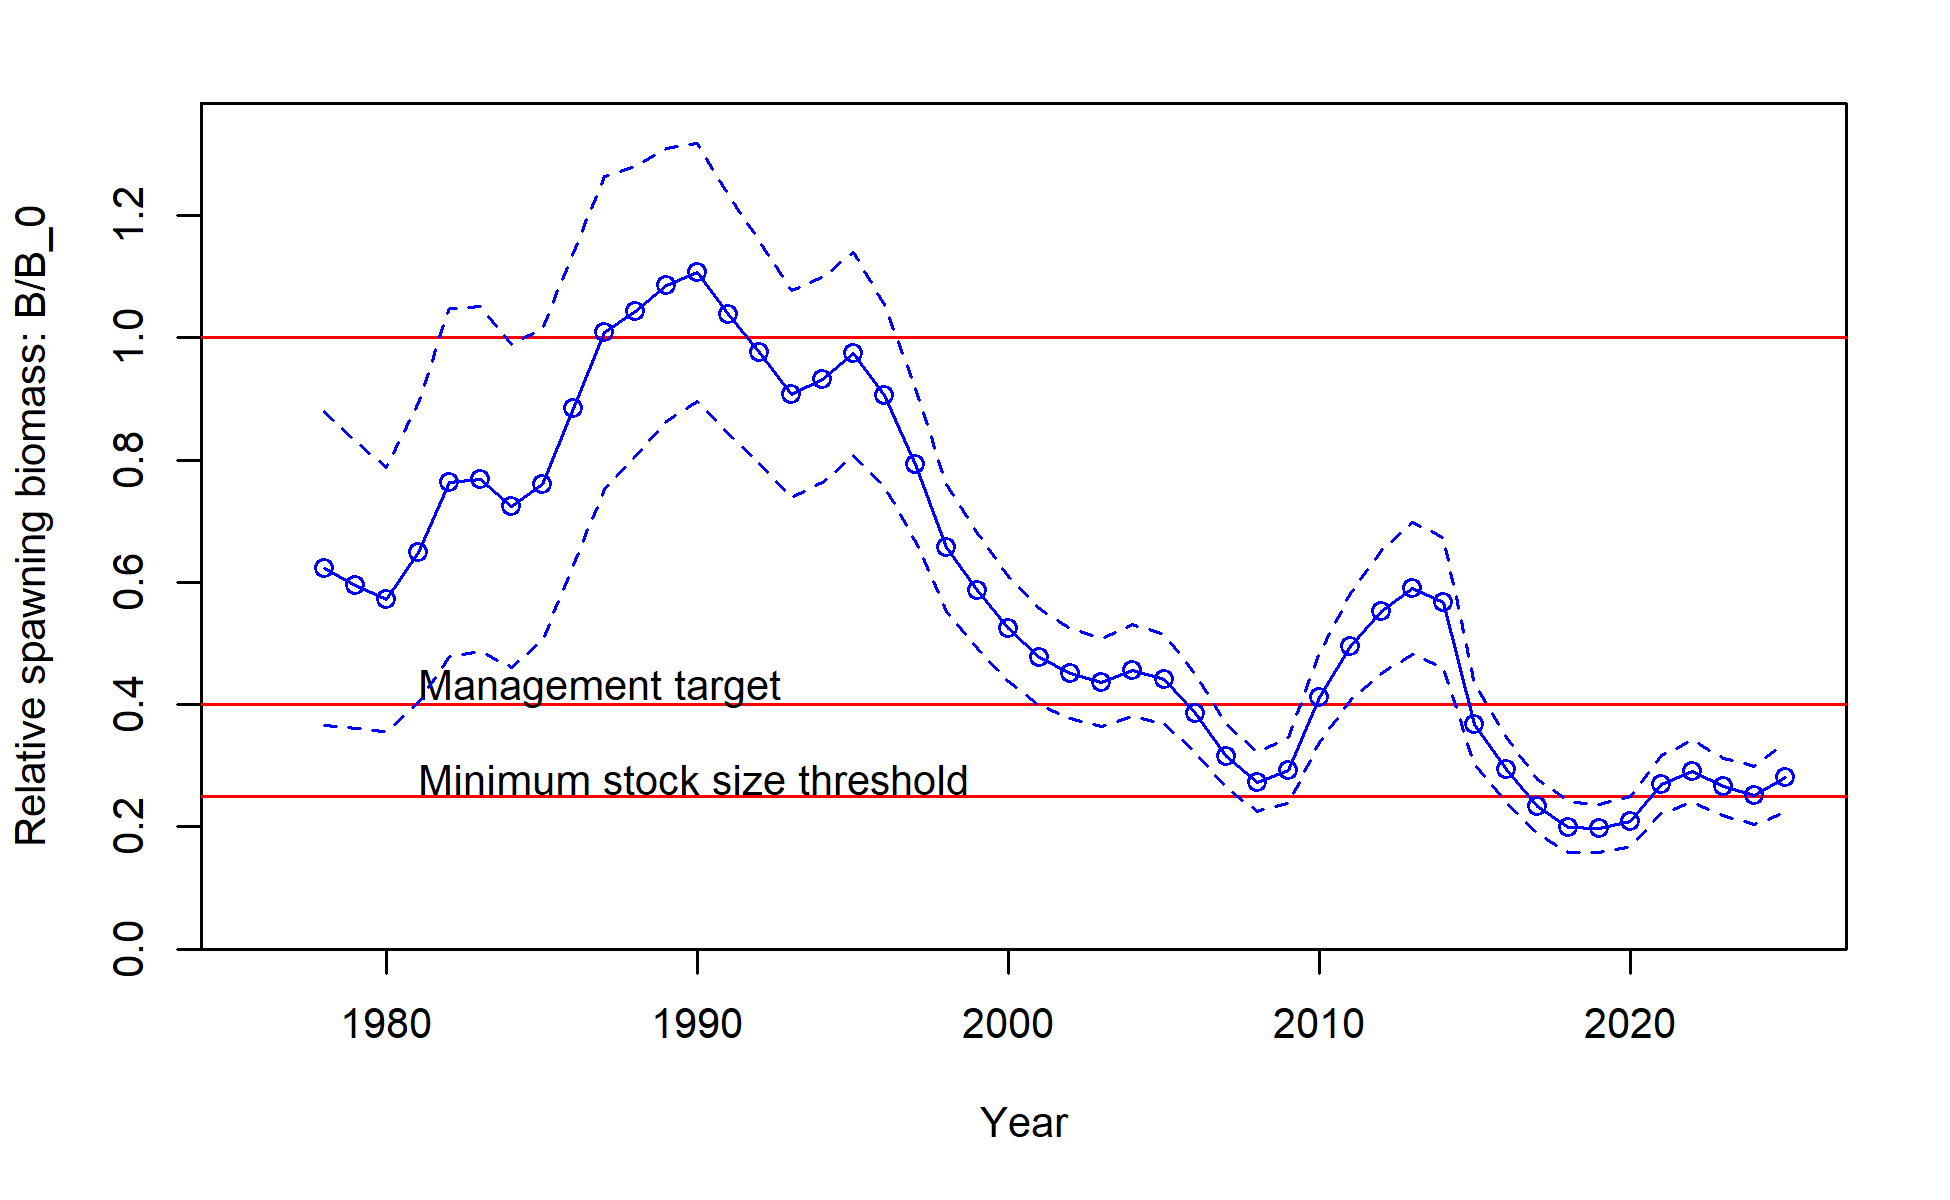 Relative spawning biomass: B/B_0
1.2
1.0
0.8
0.6
0.4
0.2
0.0
Management target
Minimum stock size threshold
1980 1990 2000 2010 2020
Year